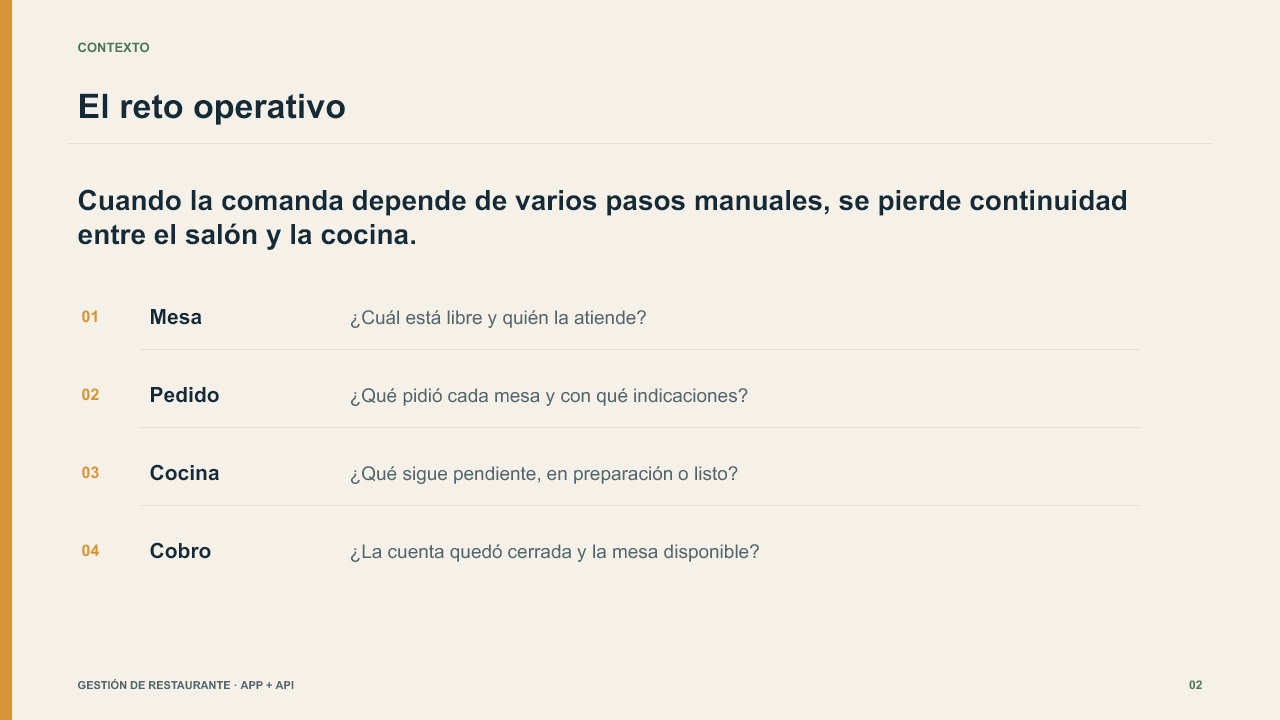 CONTEXTO
El reto operativo
Cuando la comanda depende de varios pasos manuales, se pierde continuidad
entre el salón y la cocina.
01 Mesa ¿Cuál está libre y quién la atiende?
02 Pedido ¿Qué pidió cada mesa y con qué indicaciones?
03 Cocina ¿Qué sigue pendiente, en preparación o listo?
04 Cobro ¿La cuenta quedó cerrada y la mesa disponible?
GESTIÓN DE RESTAURANTE · APP + API 02